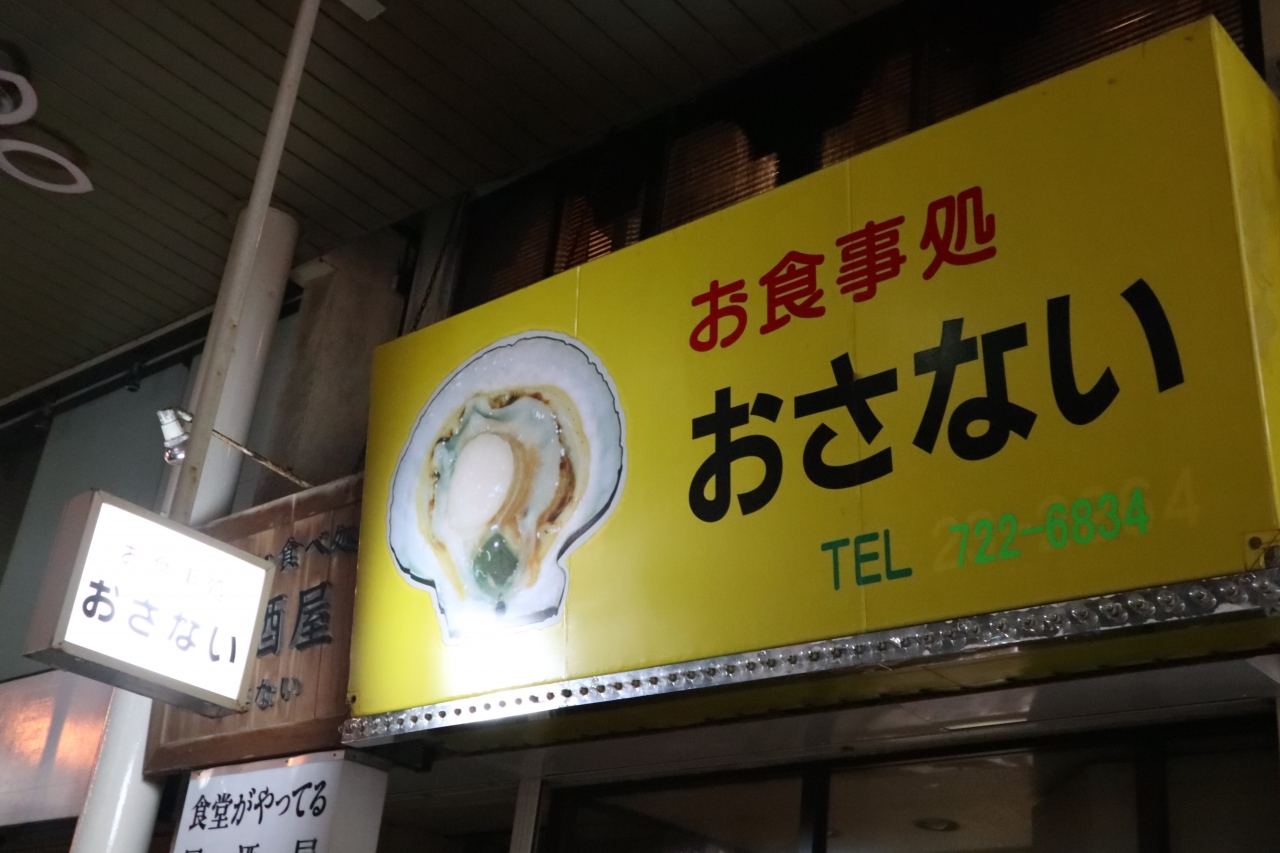 お食事処
おさない
TEL 722-6834
おさない
食べ処
酒屋
ない
食堂がやってる